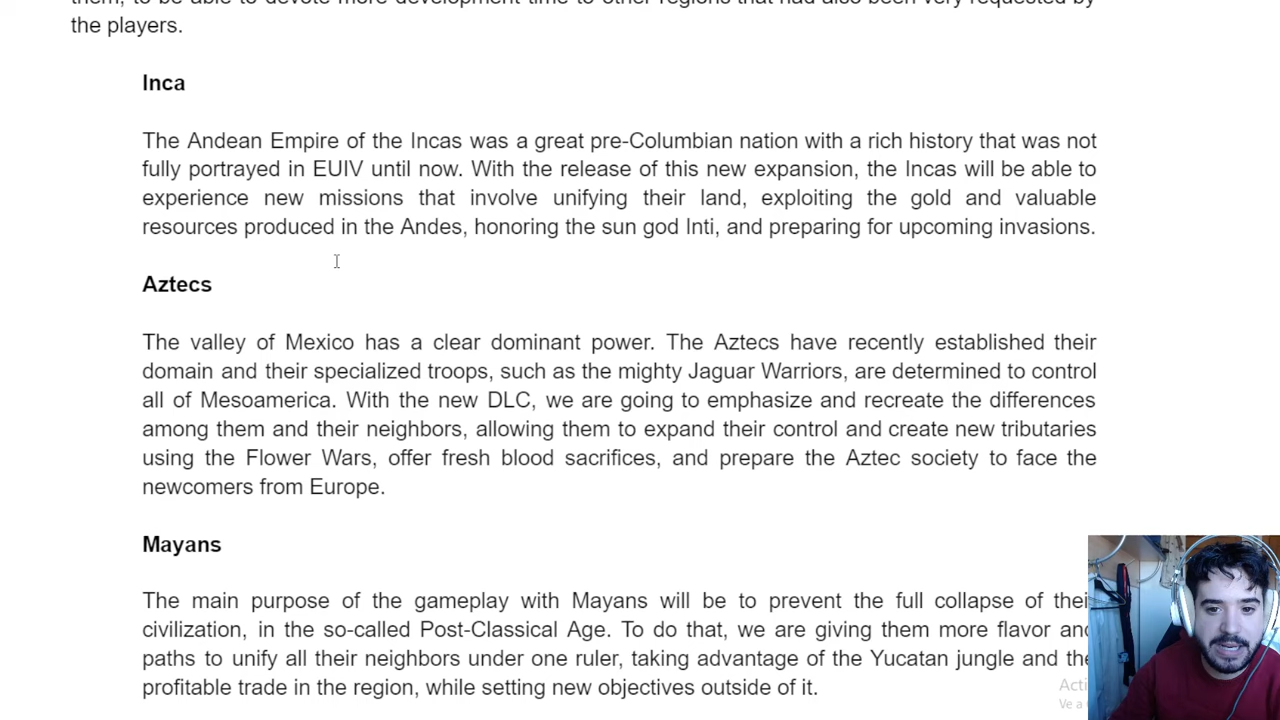 the players.
Inca
The Andean Empire of the Incas was a great pre-Columbian nation with a rich history that was not
fully portrayed in EUIV until now. With the release of this new expansion, the Incas will be able to
experience new missions that involve unifying their land, exploiting the gold and valuable
resources produced in the Andes, honoring the sun god Inti, and preparing for upcoming invasions.
Aztecs
The valley of Mexico has a clear dominant power. The Aztecs have recently established their
domain and their specialized troops, such as the mighty Jaguar Warriors, are determined to control
all of Mesoamerica. With the new DLC, we are going to emphasize and recreate the differences
among them and their neighbors, allowing them to expand their control and create new tributaries
using the Flower Wars, offer fresh blood sacrifices, and prepare the Aztec society to face the
newcomers from Europe.
Mayans
The main purpose of the gameplay with Mayans will be to prevent the full collapse of their
civilization, in the so-called Post-Classical Age. To do that, we are giving them more flavor and
paths to unify all their neighbors under one ruler, taking advantage of the Yucatan jungle and the
profitable trade in the region, while setting new objectives outside of it.